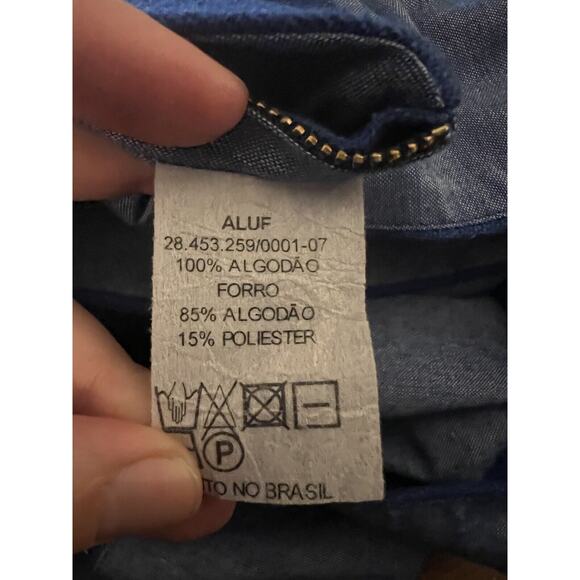 ALUF
28.453.259/0001-07
100% ALGODÃO
FORRO
85% ALGODÃO
15% POLIESTER
P
NO BRASIL